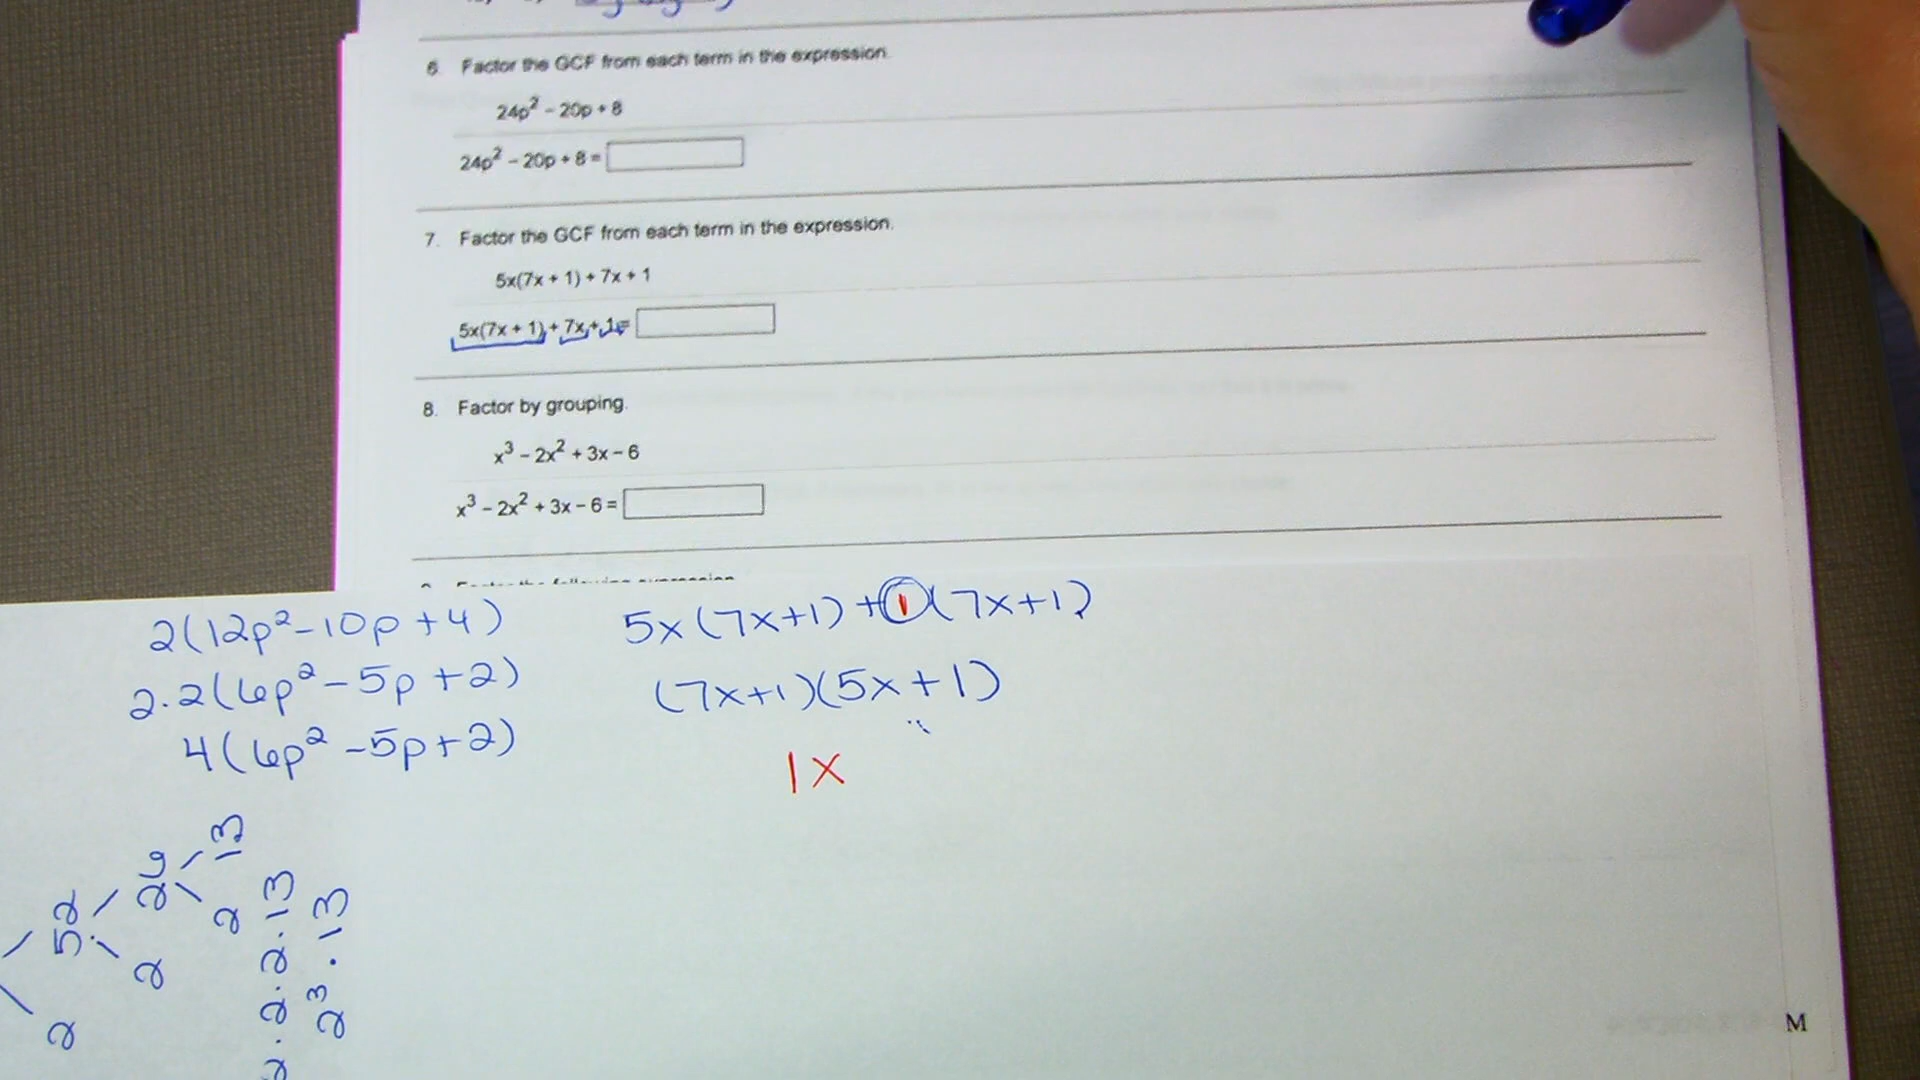 6. Factor the GCF from each term in the expression.
24p² – 20p + 8
24p² – 20p + 8 =
7. Factor the GCF from each term in the expression.
5x(7x + 1) + 7x + 1
5x(7x + 1) + 7x + 1 =
8. Factor by grouping.
x³ – 2x² + 3x – 6
x³ – 2x² + 3x – 6 =
2(12p²-10p+4)
2·2(6p²-5p+2)
4(6p²-5p+2)
5x(7x+1)+1(7x+1)
(7x+1)(5x+1)
1x
52
2
26
2
13
2
2·2·13
2³·13
M